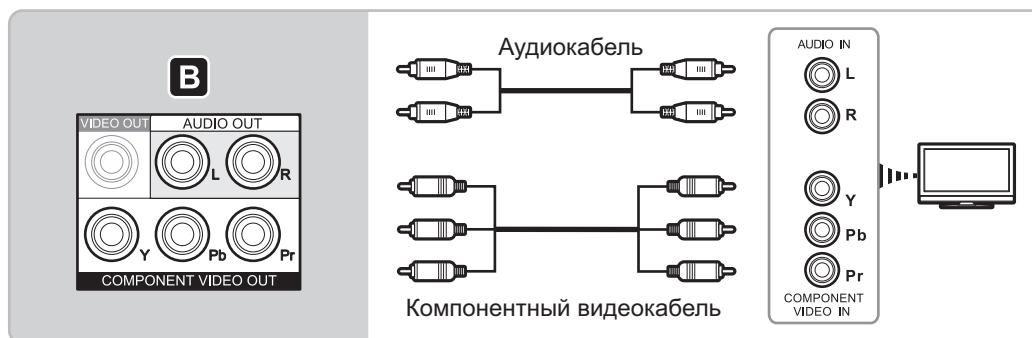 B
VIDEO OUT
AUDIO OUT
L
R
Y
Pb
Pr
COMPONENT VIDEO OUT
Аудиокабель
Компонентный видеокабель
AUDIO IN
L
R
Y
Pb
Pr
COMPONENT
VIDEO IN